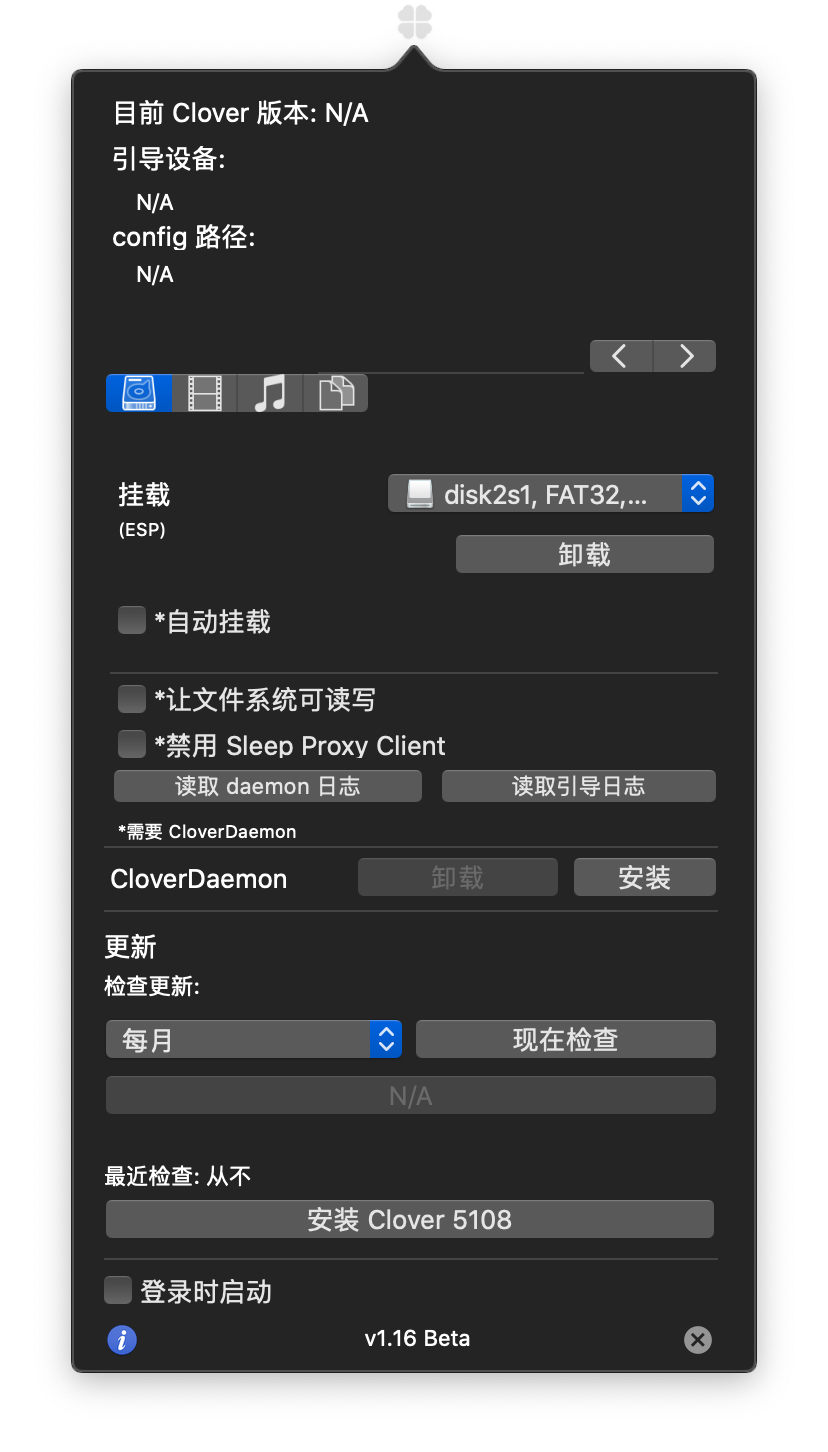 目前 Clover 版本: N/A
引导设备:
N/A
config 路径:
N/A
挂载
disk2s1, FAT32,...
(ESP)
卸载
*自动挂载
*让文件系统可读写
*禁用 Sleep Proxy Client
读取 daemon 日志
读取引导日志
*需要 CloverDaemon
CloverDaemon
卸载
安装
更新
检查更新:
每月
现在检查
N/A
最近检查: 从不
安装 Clover 5108
登录时启动
i
v1.16 Beta